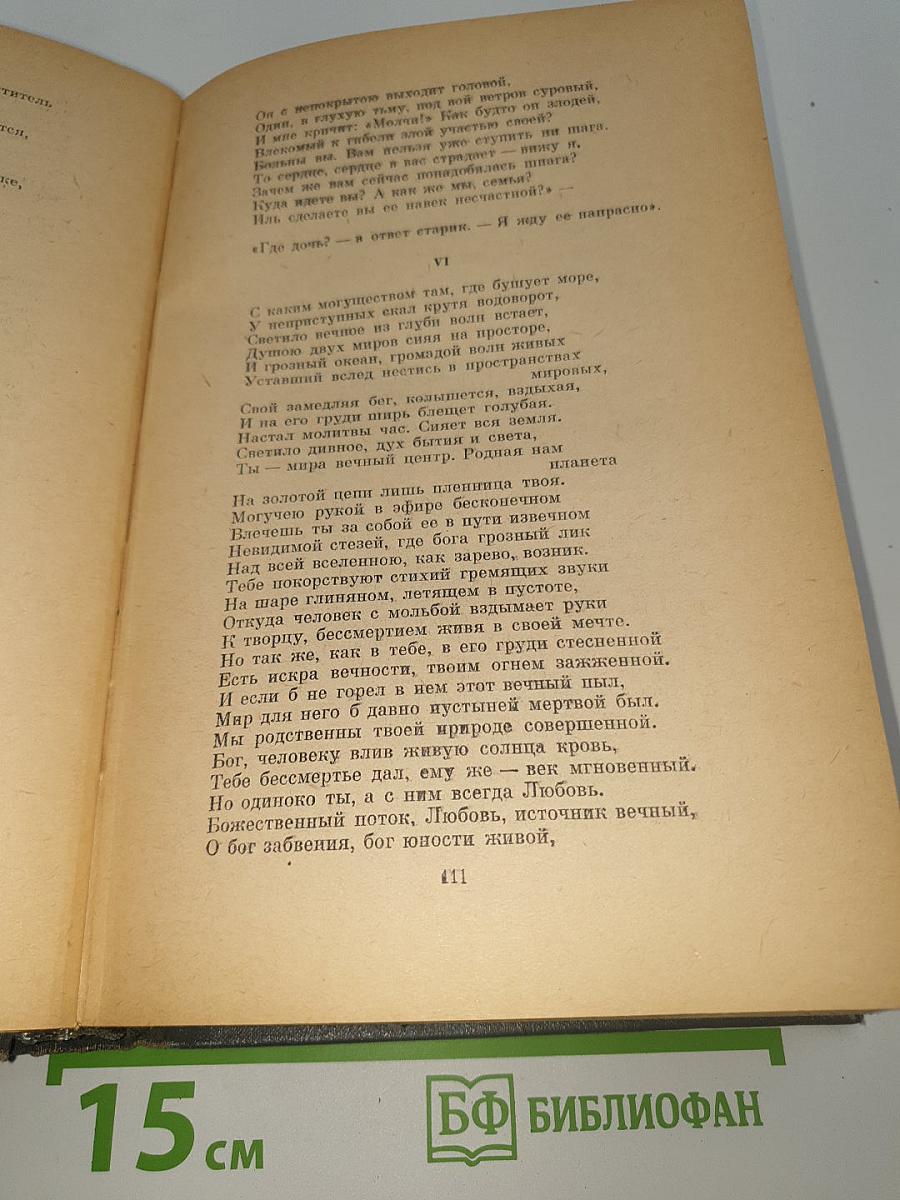 ститель
тся,
ке,
Он с непокрытою выходит головой,
Один, в глухую тьму, под вой ветров суровый,
И мне кричит: «Молчи!» Как будто он злодей,
Влекомый к гибели злой участью своей?
Больны вы. Вам нельзя уже ступить ни шага.
То сердце, сердце в вас страдает — вижу я.
Зачем же вам сейчас понадобилась шпага?
Куда идете вы? А как же мы, семья?
Иль сделаете вы ее навек несчастной?» —
«Где дочь? — в ответ старик. — Я жду ее напрасно».
VI
С каким могуществом там, где бушует море,
У неприступных скал крутя водоворот,
Светило вечное из глуби волн встает,
Душою двух миров сияя на просторе,
И грозный океан, громадой волн живых
Уставший вслед нестись в пространствах
мировых,
Свой замедляя бег, колышется, вздыхая,
И на его груди ширь блещет голубая.
Настал молитвы час. Сияет вся земля.
Светило дивное, дух бытия и света,
Ты — мира вечный центр. Родная нам
планета
На золотой цепи лишь пленница твоя.
Могучею рукой в эфире бесконечном
Влечешь ты за собой ее в пути извечном
Невидимой стезей, где бога грозный лик
Над всей вселенною, как зарево, возник.
Тебе покорствуют стихий гремящих звуки
На шаре глиняном, летящем в пустоте,
Откуда человек с мольбой вздымает руки
К творцу, бессмертием живя в своей мечте.
Но так же, как в тебе, в его груди стесненной
Есть искра вечности, твоим огнем зажженной.
И если б не горел в нем этот вечный пыл,
Мир для него б давно пустыней мертвой был.
Мы родственны твоей природе совершенной.
Бог, человеку влив живую солнца кровь,
Тебе бессмертье дал, ему же — век мгновенный.
Но одиноко ты, а с ним всегда Любовь.
Божественный поток, Любовь, источник вечный,
О бог забвения, бог юности живой,
111
15 см
БФ БИБЛИОФАН